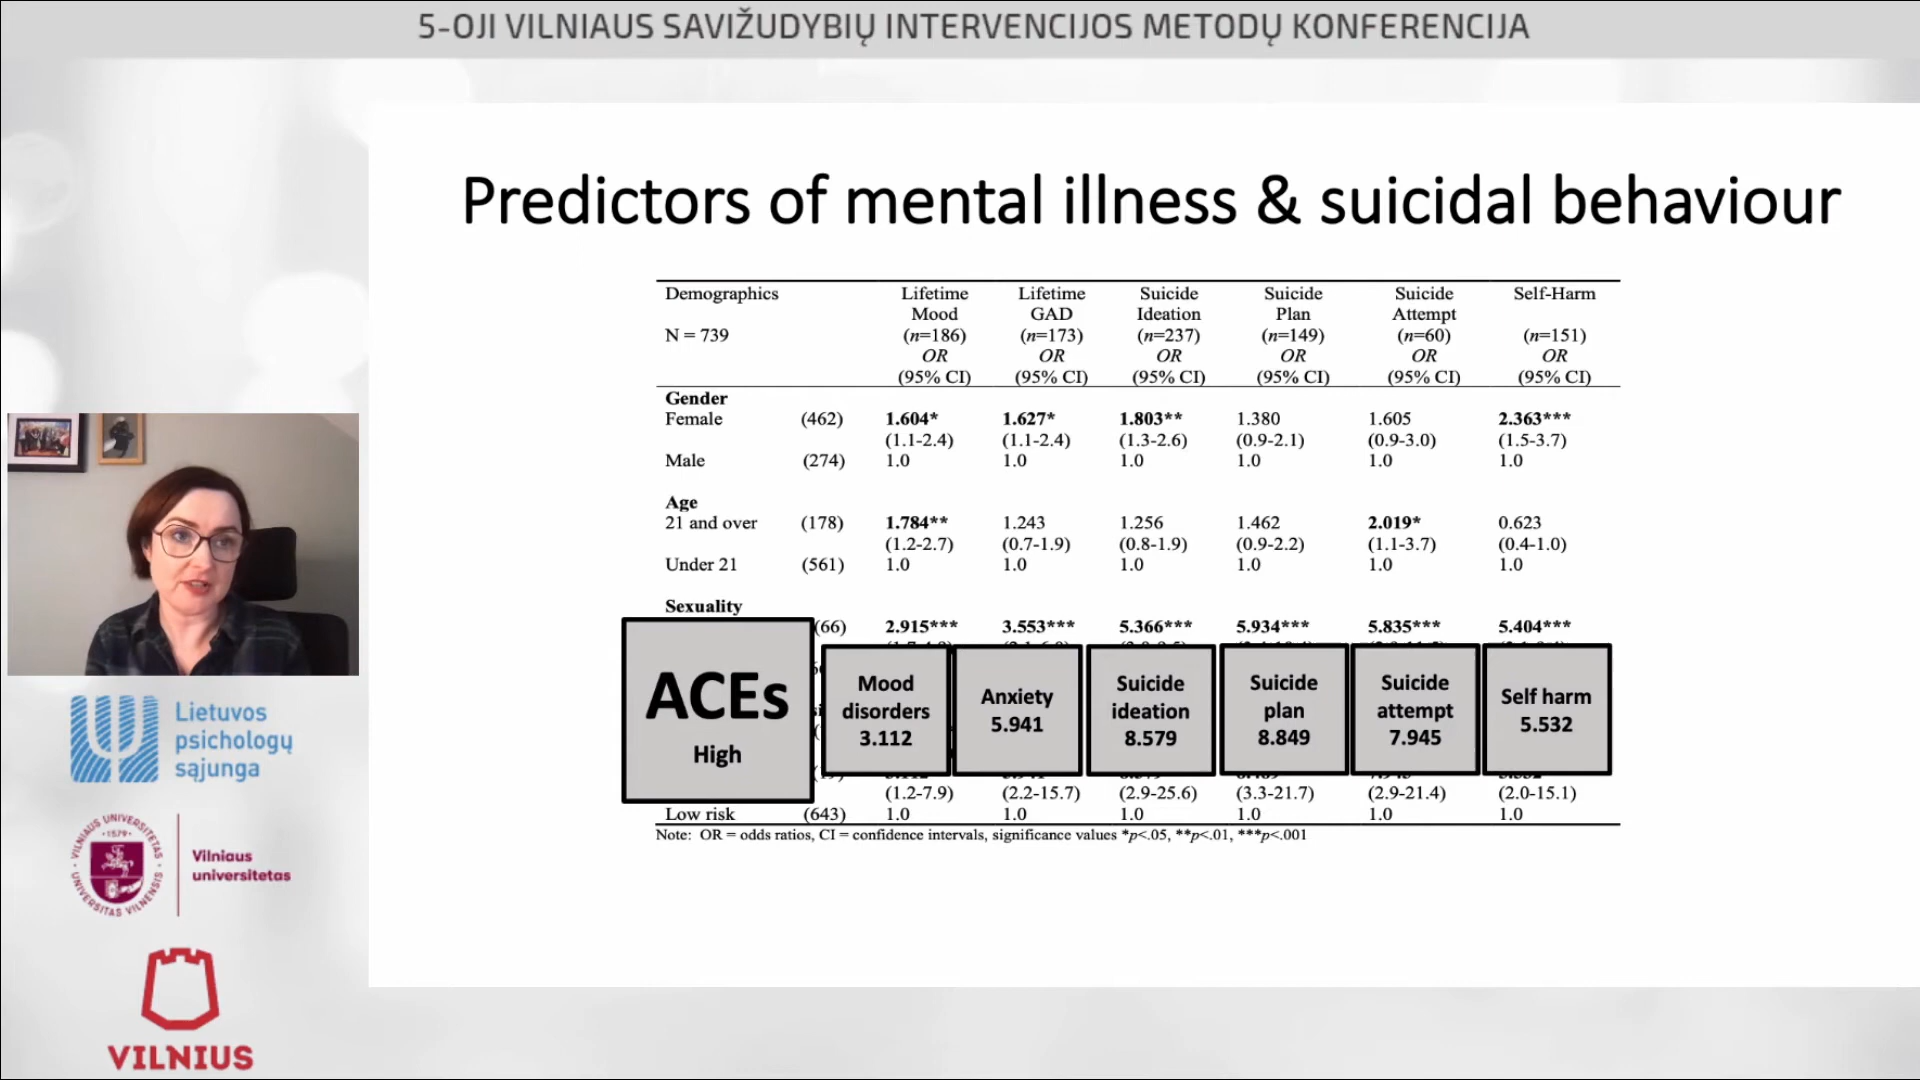 5-OJI VILNIAUS SAVIŽUDYBIŲ INTERVENCIJOS METODŲ KONFERENCIJA
Predictors of mental illness & suicidal behaviour
Demographics Lifetime Lifetime Suicide Suicide Suicide Self-Harm
Mood GAD Ideation Plan Attempt
N = 739 (n=186) (n=173) (n=237) (n=149) (n=60) (n=151)
OR OR OR OR OR OR
(95% CI) (95% CI) (95% CI) (95% CI) (95% CI) (95% CI)
Gender
Female (462) 1.604* 1.627* 1.803** 1.380 1.605 2.363***
(1.1-2.4) (1.1-2.4) (1.3-2.6) (0.9-2.1) (0.9-3.0) (1.5-3.7)
Male (274) 1.0 1.0 1.0 1.0 1.0 1.0
Age
21 and over (178) 1.784** 1.243 1.256 1.462 2.019* 0.623
(1.2-2.7) (0.7-1.9) (0.8-1.9) (0.9-2.2) (1.1-3.7) (0.4-1.0)
Under 21 (561) 1.0 1.0 1.0 1.0 1.0 1.0
Sexuality
(66) 2.915*** 3.553*** 5.366*** 5.934*** 5.835*** 5.404***
ACEs
High
Mood
disorders
3.112
Anxiety
5.941
Suicide
ideation
8.579
Suicide
plan
8.849
Suicide
attempt
7.945
Self harm
5.532
(1.2-7.9) (2.2-15.7) (2.9-25.6) (3.3-21.7) (2.9-21.4) (2.0-15.1)
Low risk (643) 1.0 1.0 1.0 1.0 1.0 1.0
Note: OR = odds ratios, CI = confidence intervals, significance values *p<.05, **p<.01, ***p<.001
Lietuvos
psichologų
sąjunga
UNIVERSITAS VILNENSIS
·1579·
Vilniaus
universitetas
VILNIUS